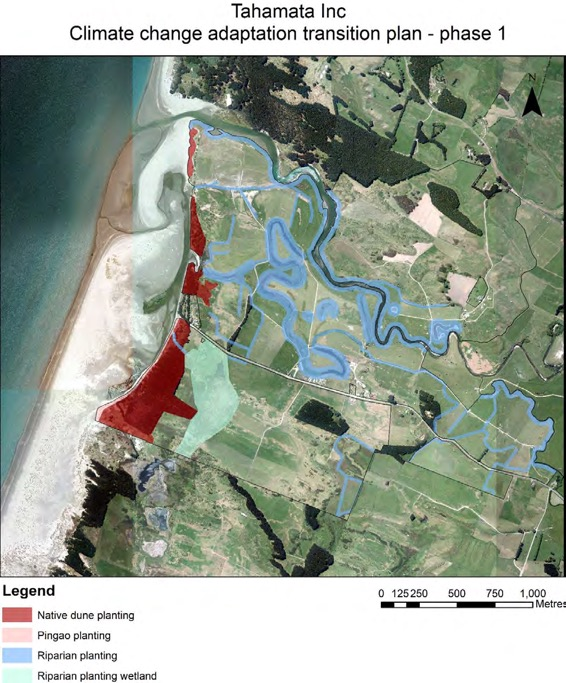 Tahamata Inc
Climate change adaptation transition plan - phase 1
N
Legend
Native dune planting
Pingao planting
Riparian planting
Riparian planting wetland
0 125 250 500 750 1,000
Metres